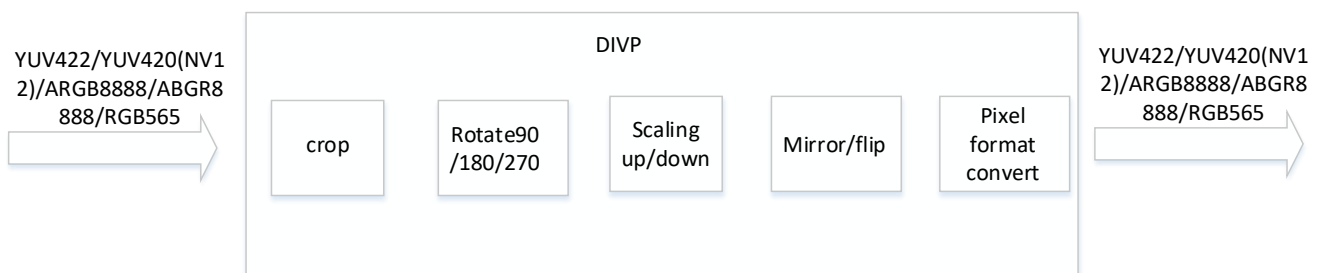 YUV422/YUV420(NV1
2)/ARGB8888/ABGR8
888/RGB565
DIVP
crop
Rotate90
/180/270
Scaling
up/down
Mirror/flip
Pixel
format
convert
YUV422/YUV420(NV1
2)/ARGB8888/ABGR8
888/RGB565